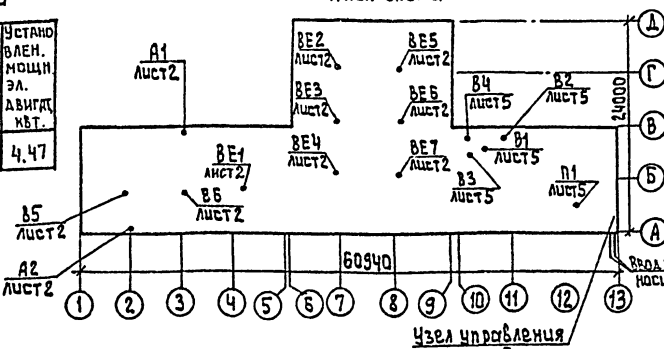 УСТАНО
ВЛЕН.
МОЩН.
ЭЛ.
ДВИГАТ.
КВТ.
4.47
А1
ЛИСТ2
ВЕ2
ЛИСТ2
ВЕ5
ЛИСТ2
ВЕ3
ЛИСТ2
ВЕ6
ЛИСТ2
ВЕ4
ЛИСТ2
ВЕ7
ЛИСТ2
ВЕ1
ЛИСТ2
В6
ЛИСТ2
В5
ЛИСТ2
А2
ЛИСТ2
В4
ЛИСТ5
В2
ЛИСТ5
В1
ЛИСТ5
В3
ЛИСТ5
П1
ЛИСТ5
24000
Д
Г
В
Б
А
60940
ВВОД
1 2 3 4 5 6 7 8 9 10 11 12 13
Узел управления